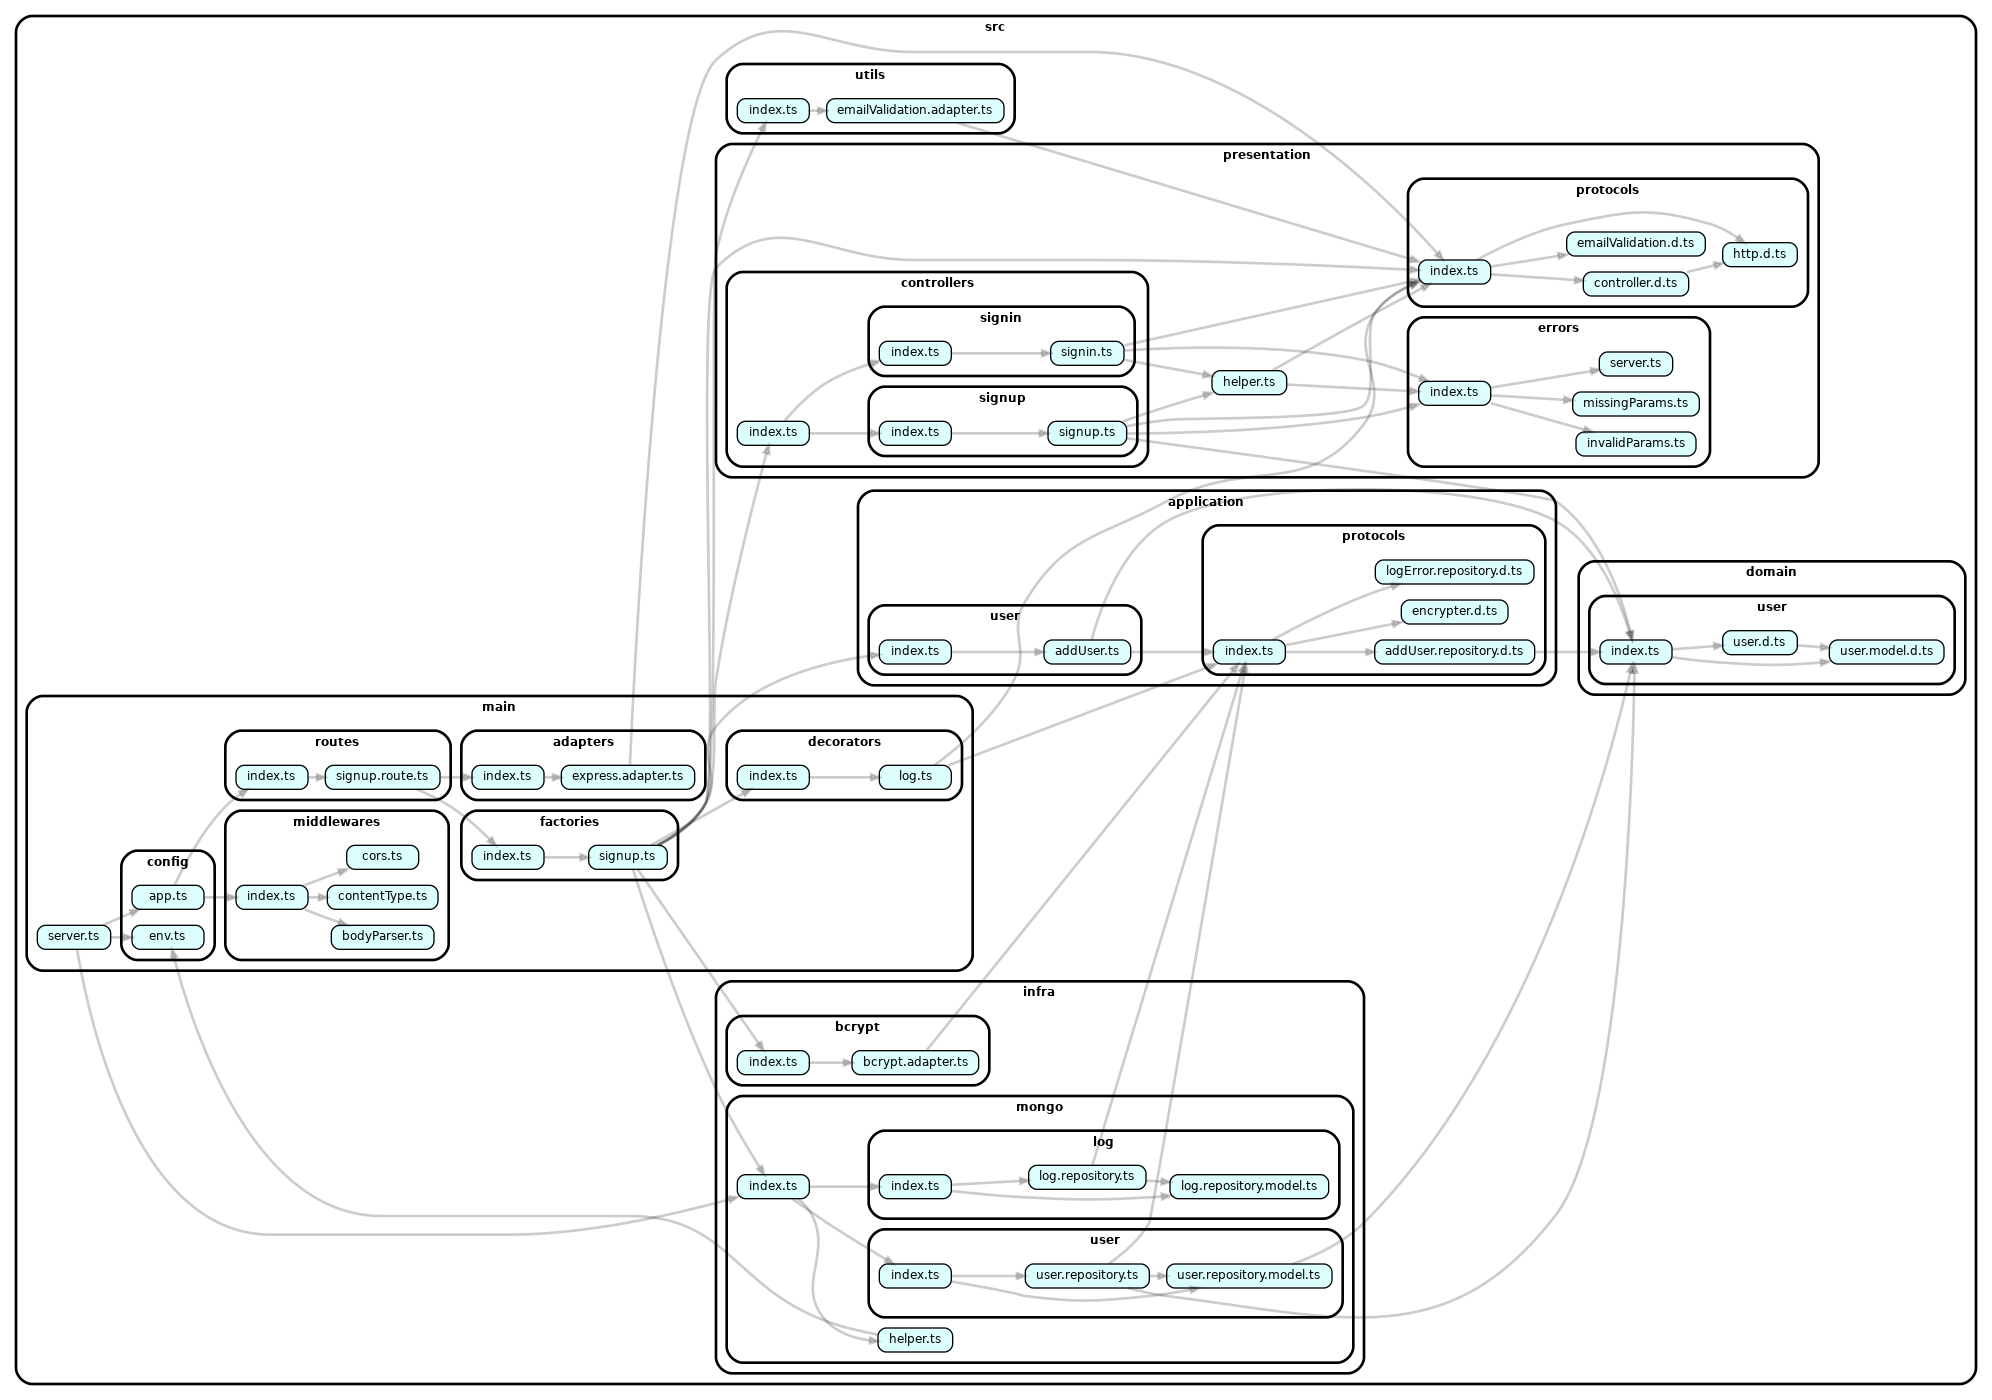 src
utils
index.ts
emailValidation.adapter.ts
presentation
protocols
index.ts
emailValidation.d.ts
controller.d.ts
http.d.ts
controllers
signin
index.ts
signin.ts
signup
index.ts
index.ts
signup.ts
helper.ts
errors
index.ts
server.ts
missingParams.ts
invalidParams.ts
application
protocols
logError.repository.d.ts
encrypter.d.ts
index.ts
addUser.repository.d.ts
user
index.ts
addUser.ts
domain
user
index.ts
user.d.ts
user.model.d.ts
main
routes
index.ts
signup.route.ts
adapters
index.ts
express.adapter.ts
decorators
index.ts
log.ts
middlewares
cors.ts
index.ts
contentType.ts
bodyParser.ts
factories
index.ts
signup.ts
config
app.ts
env.ts
server.ts
infra
bcrypt
index.ts
bcrypt.adapter.ts
mongo
index.ts
log
index.ts
log.repository.ts
log.repository.model.ts
user
index.ts
user.repository.ts
user.repository.model.ts
helper.ts